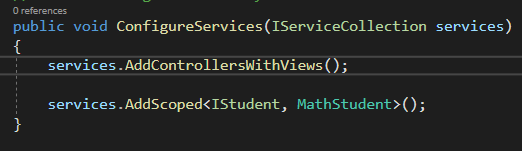 0 references
public void ConfigureServices(IServiceCollection services)
{
services.AddControllersWithViews();
services.AddScoped<IStudent, MathStudent>();
}